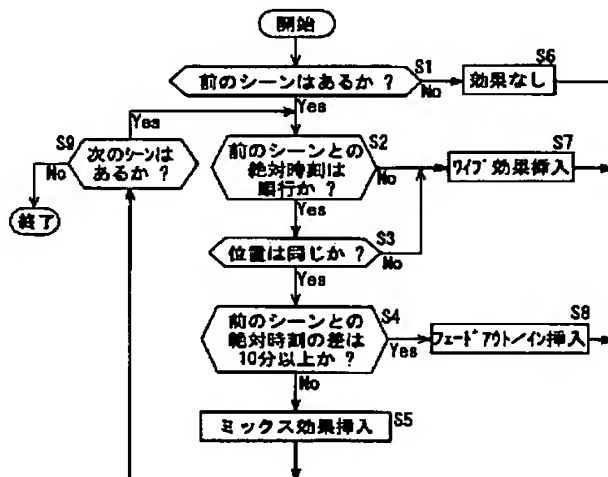 開始
S1
前のシーンはあるか ?
No
Yes
S6
効果なし
S9
次のシーンは
あるか ?
Yes
No
終了
S2
前のシーンとの
絶対時刻は
順行か ?
No
Yes
S7
ワイプ効果挿入
S3
位置は同じか ?
No
Yes
S4
前のシーンとの
絶対時刻の差は
10分以上か ?
Yes
No
S8
フェードアウト/イン挿入
S5
ミックス効果挿入